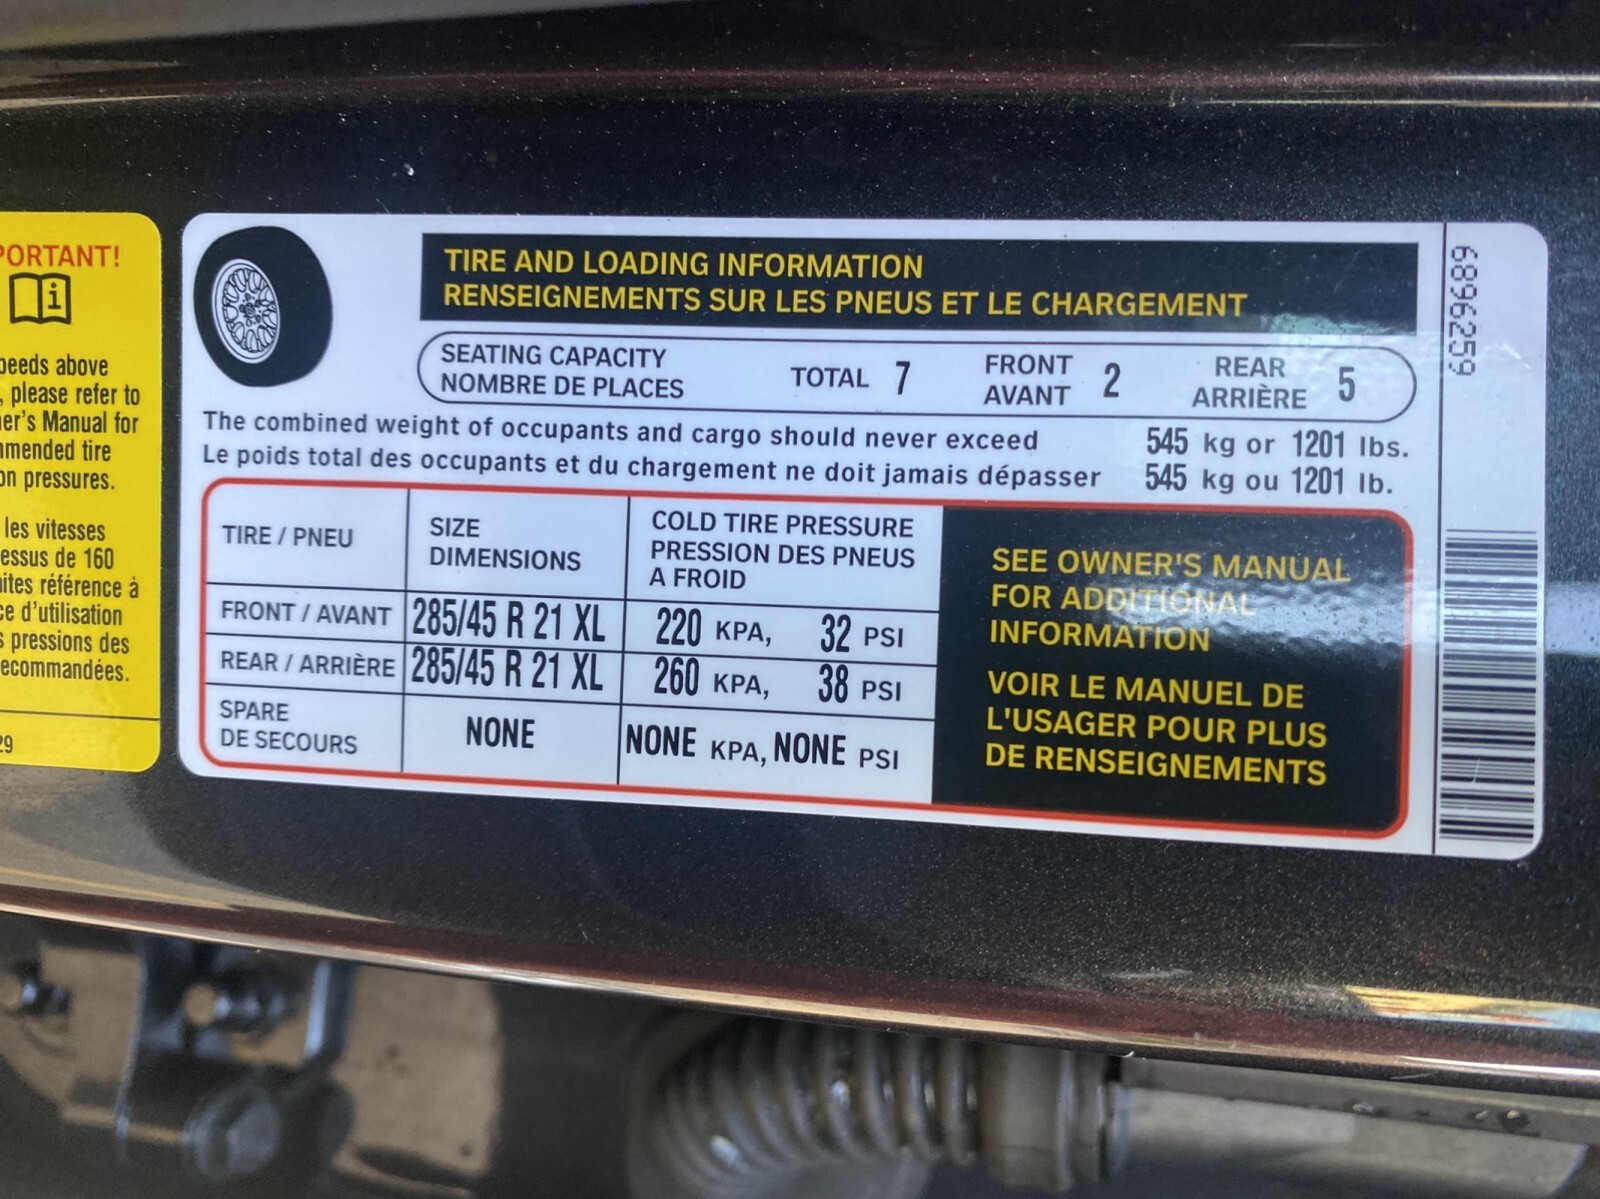 PORTANT!
i
peeds above
, please refer to
ner's Manual for
mmended tire
on pressures.
les vitesses
essus de 160
aites référence à
ce d'utilisation
s pressions des
ecommandées.
29
TIRE AND LOADING INFORMATION
RENSEIGNEMENTS SUR LES PNEUS ET LE CHARGEMENT
SEATING CAPACITY
NOMBRE DE PLACES
TOTAL 7
FRONT
AVANT 2
REAR
ARRIÈRE 5
The combined weight of occupants and cargo should never exceed 545 kg or 1201 lbs.
Le poids total des occupants et du chargement ne doit jamais dépasser 545 kg ou 1201 lb.
TIRE / PNEU
SIZE
DIMENSIONS
COLD TIRE PRESSURE
PRESSION DES PNEUS
A FROID
FRONT / AVANT 285/45 R 21 XL 220 KPA, 32 PSI
REAR / ARRIÈRE 285/45 R 21 XL 260 KPA, 38 PSI
SPARE
DE SECOURS NONE NONE KPA, NONE PSI
SEE OWNER'S MANUAL
FOR ADDITIONAL
INFORMATION
VOIR LE MANUEL DE
L'USAGER POUR PLUS
DE RENSEIGNEMENTS
6896259